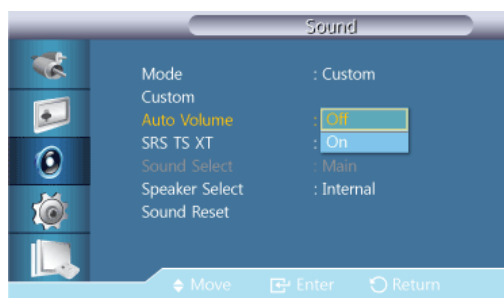 Sound
Mode : Custom
Custom
Auto Volume : Off
SRS TS XT : On
Sound Select : Main
Speaker Select : Internal
Sound Reset
Move Enter Return